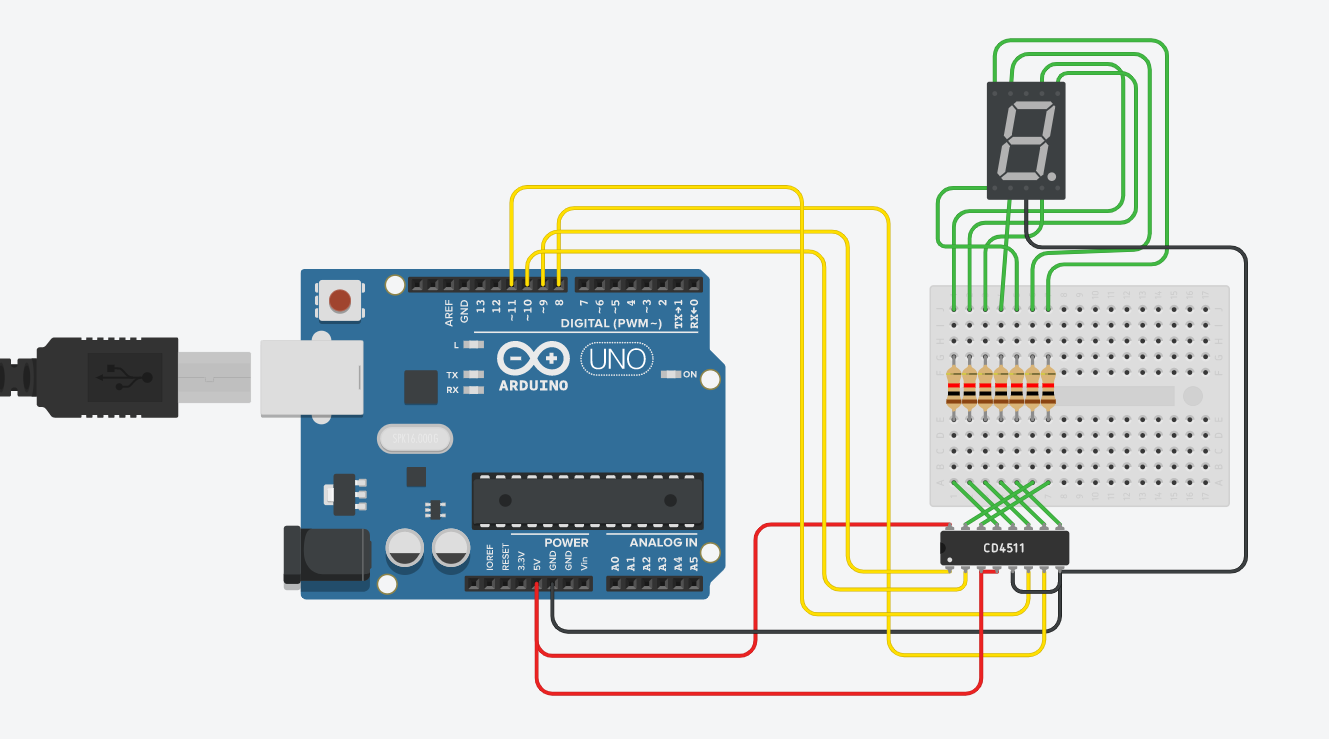 AREF
GND
13
12
~11
~10
~9
8
7
~6
~5
4
~3
2
TX→1
RX←0
DIGITAL (PWM~)
L
TX
RX
UNO
ARDUINO
ON
SPK16.000G
IOREF
RESET
3.3V
5V
GND
GND
Vin
POWER
ANALOG IN
A0
A1
A2
A3
A4
A5
CD4511